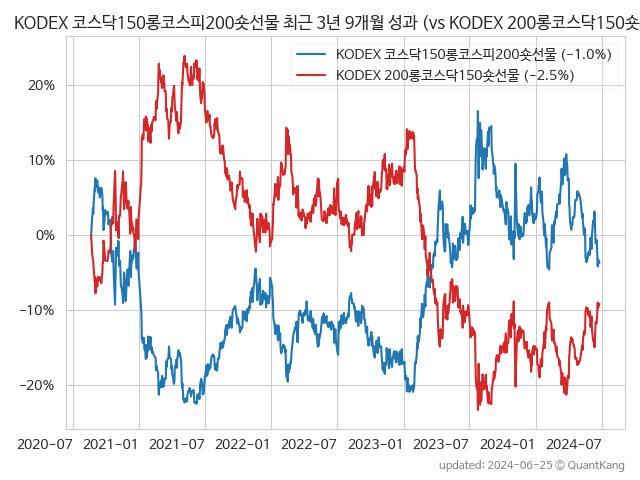 KODEX 코스닥150롱코스피200숏선물 최근 3년 9개월 성과 (vs KODEX 200롱코스닥150숏
KODEX 코스닥150롱코스피200숏선물 (−1.0%)
KODEX 200롱코스닥150숏선물 (−2.5%)
20%
10%
0%
−10%
−20%
2020-07 2021-01 2021-07 2022-01 2022-07 2023-01 2023-07 2024-01 2024-07
updated: 2024-06-25 ⓒ QuantKang